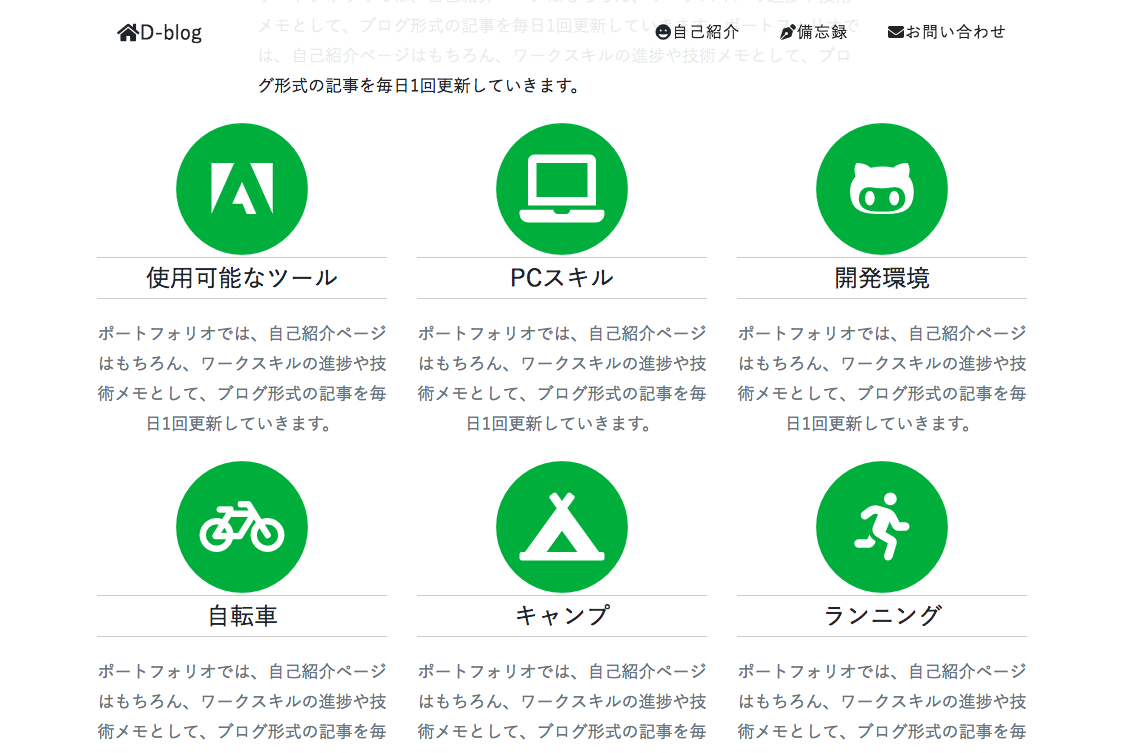 D-blog 自己紹介 備忘録 お問い合わせ
メモとして、ブログ形式の記事を毎日1回更新していきます。ポートフォリオで
は、自己紹介ページはもちろん、ワークスキルの進捗や技術メモとして、ブロ
グ形式の記事を毎日1回更新していきます。
使用可能なツール
ポートフォリオでは、自己紹介ページ
はもちろん、ワークスキルの進捗や技
術メモとして、ブログ形式の記事を毎
日1回更新していきます。
PCスキル
ポートフォリオでは、自己紹介ページ
はもちろん、ワークスキルの進捗や技
術メモとして、ブログ形式の記事を毎
日1回更新していきます。
開発環境
ポートフォリオでは、自己紹介ページ
はもちろん、ワークスキルの進捗や技
術メモとして、ブログ形式の記事を毎
日1回更新していきます。
自転車
ポートフォリオでは、自己紹介ページ
はもちろん、ワークスキルの進捗や技
術メモとして、ブログ形式の記事を毎
キャンプ
ポートフォリオでは、自己紹介ページ
はもちろん、ワークスキルの進捗や技
術メモとして、ブログ形式の記事を毎
ランニング
ポートフォリオでは、自己紹介ページ
はもちろん、ワークスキルの進捗や技
術メモとして、ブログ形式の記事を毎